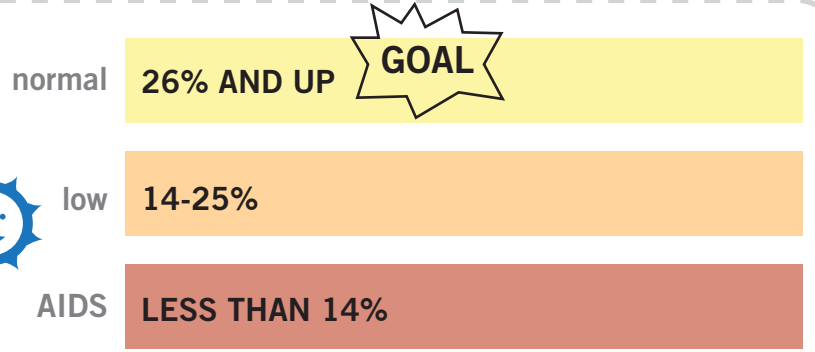 GOAL
normal 26% AND UP
low 14-25%
AIDS LESS THAN 14%